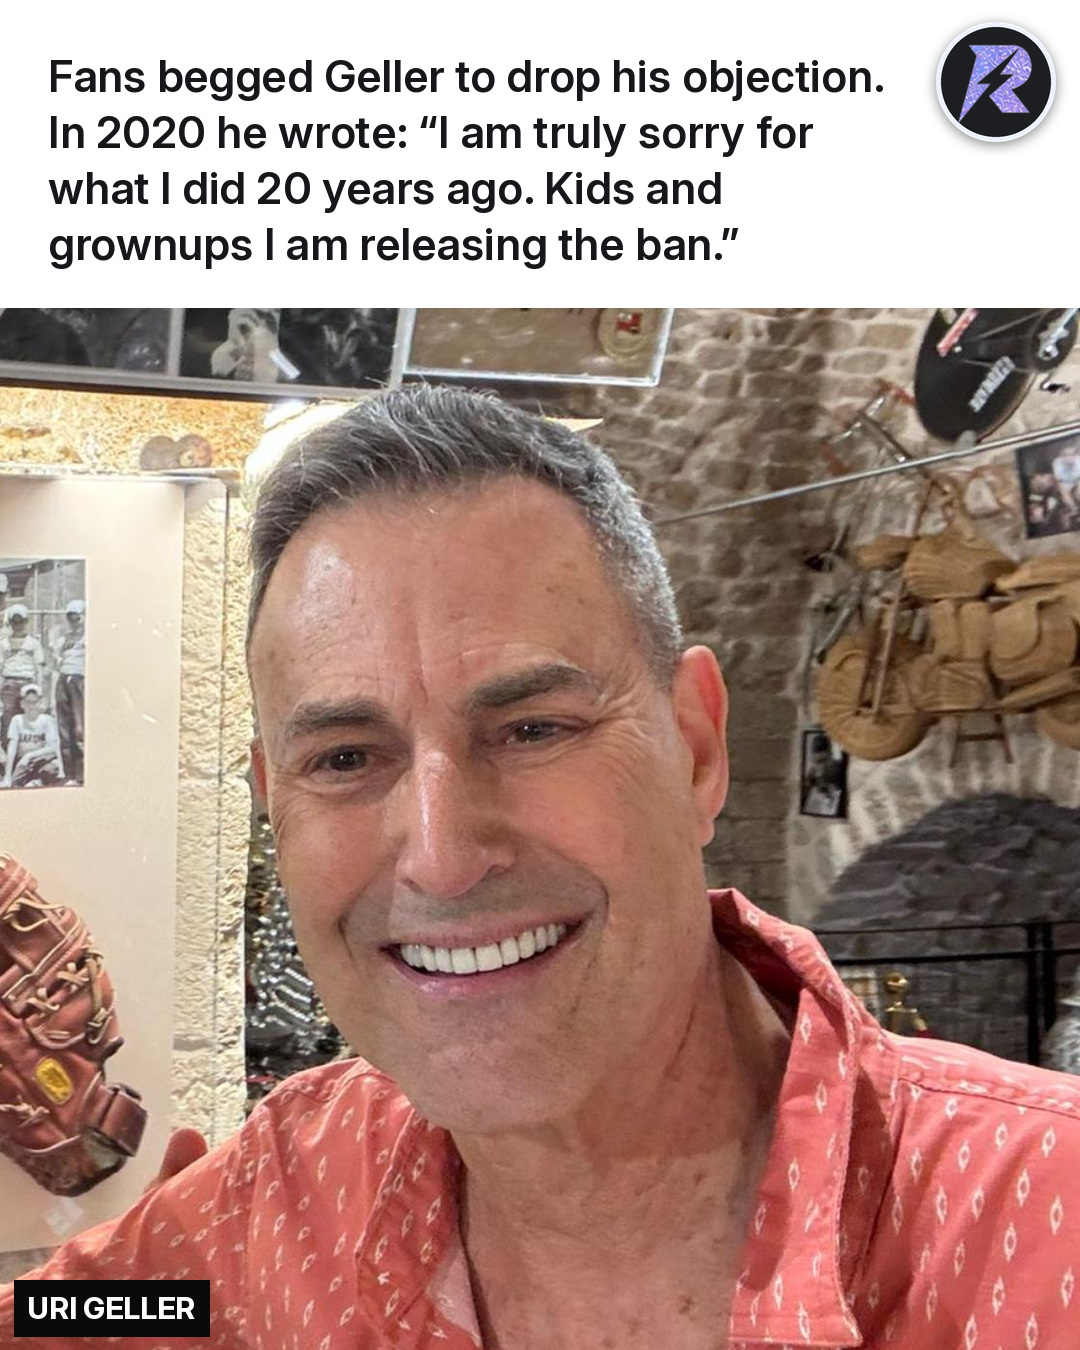 Fans begged Geller to drop his objection.
In 2020 he wrote: “I am truly sorry for
what I did 20 years ago. Kids and
grownups I am releasing the ban.”
R
URI GELLER